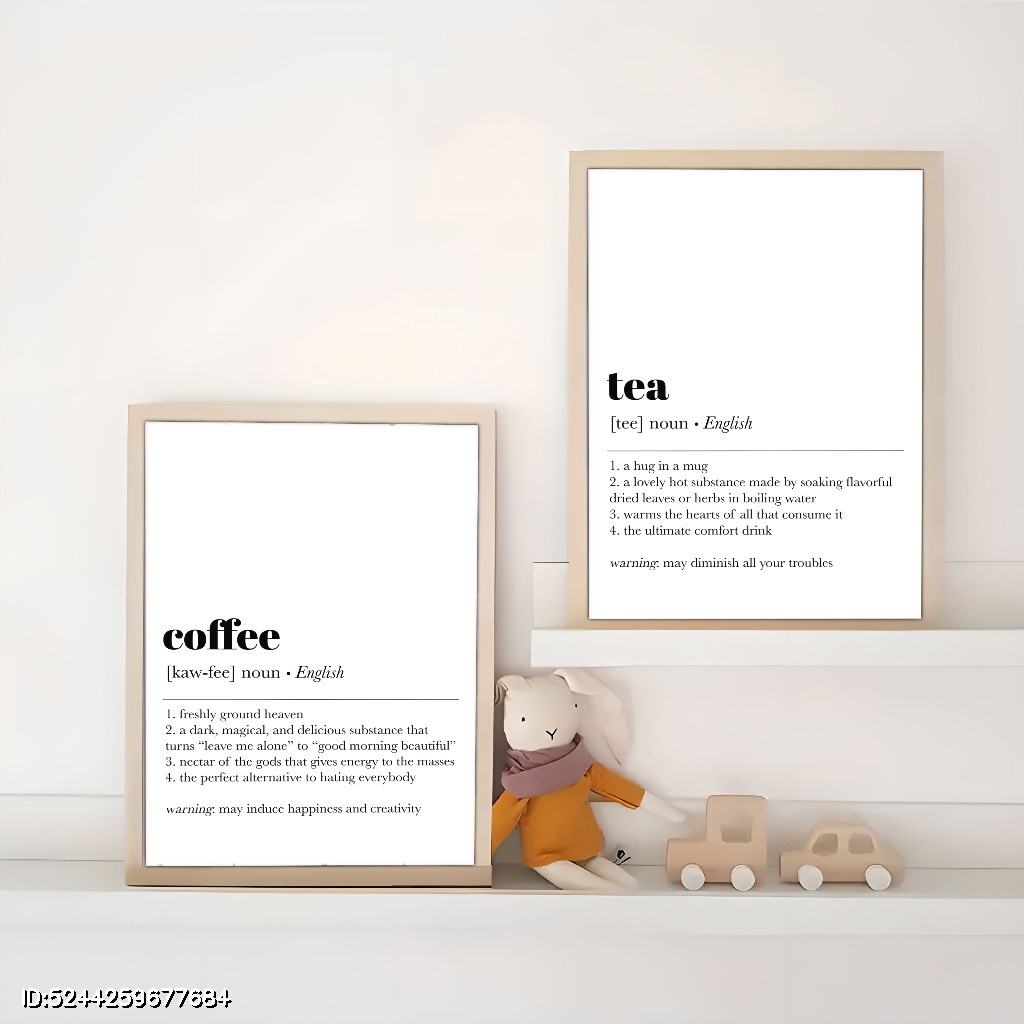 tea
[tee] noun • English
1. a hug in a mug
2. a lovely hot substance made by soaking flavorful
dried leaves or herbs in boiling water
3. warms the hearts of all that consume it
4. the ultimate comfort drink
warning: may diminish all your troubles
coffee
[kaw-fee] noun • English
1. freshly ground heaven
2. a dark, magical, and delicious substance that
turns “leave me alone” to “good morning beautiful”
3. nectar of the gods that gives energy to the masses
4. the perfect alternative to hating everybody
warning: may induce happiness and creativity
ID:5244259677684